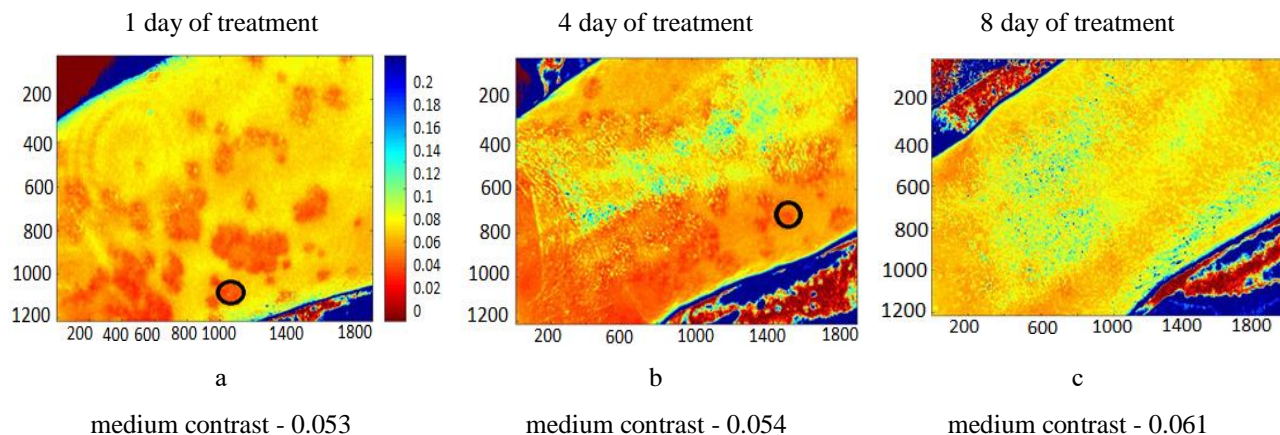 1 day of treatment
4 day of treatment
8 day of treatment
200
400
600
800
1000
1200
200 400 600 800 1000 1400 1800
0.2
0.18
0.16
0.14
0.12
0.1
0.08
0.06
0.04
0.02
0
200
400
600
800
1000
1200
200 600 1000 1400 1800
200
400
600
800
1000
1200
200 600 1000 1400 1800
a
b
c
medium contrast - 0.053
medium contrast - 0.054
medium contrast - 0.061